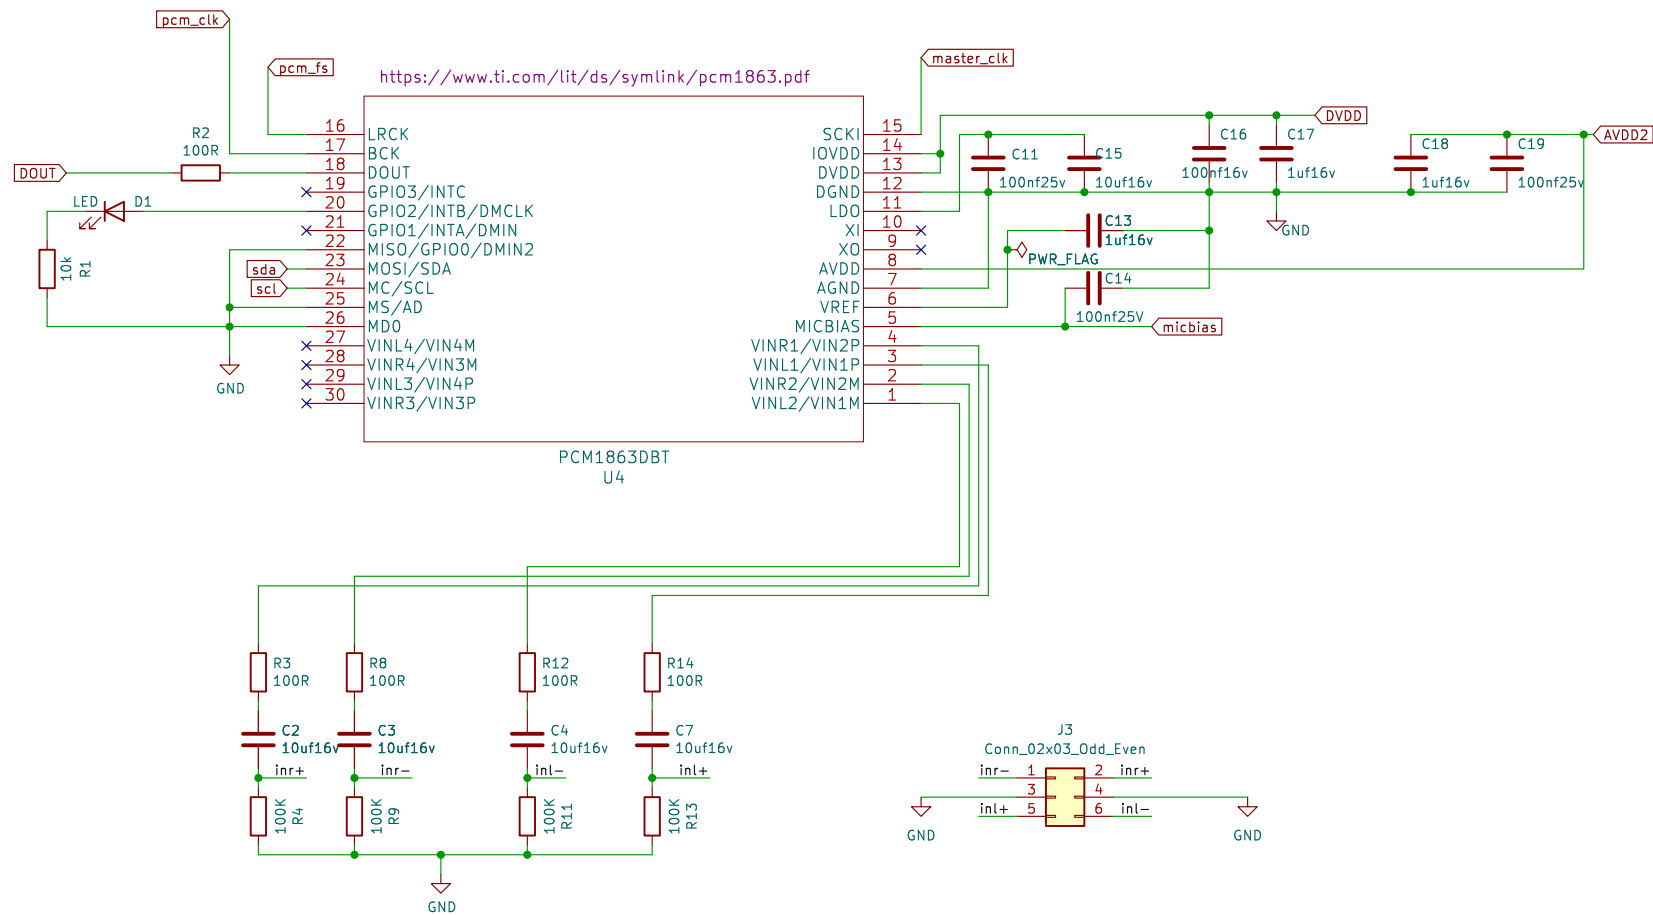 pcm_clk
pcm_fs
https://www.ti.com/lit/ds/symlink/pcm1863.pdf
master_clk
DVDD
AVDD2
R2
100R
DOUT
LED
D1
10k
R1
sda
scl
GND
16 LRCK
17 BCK
18 DOUT
19 GPIO3/INTC
20 GPIO2/INTB/DMCLK
21 GPIO1/INTA/DMIN
22 MISO/GPIO0/DMIN2
23 MOSI/SDA
24 MC/SCL
25 MS/AD
26 MD0
27 VINL4/VIN4M
28 VINR4/VIN3M
29 VINL3/VIN4P
30 VINR3/VIN3P
SCKI 15
IOVDD 14
DVDD 13
DGND 12
LDO 11
XI 10
XO 9
AVDD 8
AGND 7
VREF 6
MICBIAS 5
VINR1/VIN2P 4
VINL1/VIN1P 3
VINR2/VIN2M 2
VINL2/VIN1M 1
PCM1863DBT
U4
C11
100nf25v
C15
10uf16v
C16
100nf16v
C17
1uf16v
C18
1uf16v
C19
100nf25V
GND
C13
1uf16v
PWR_FLAG
C14
100nf25V
micbias
R3
100R
R8
100R
R12
100R
R14
100R
C2
10uf16v
C3
10uf16v
C4
10uf16v
C7
10uf16v
inr+
inr-
inl-
inl+
100K
R4
100K
R9
100K
R11
100K
R13
GND
J3
Conn_02x03_Odd_Even
inr- 1 2 inr+
3 4
inl+ 5 6 inl-
GND
GND